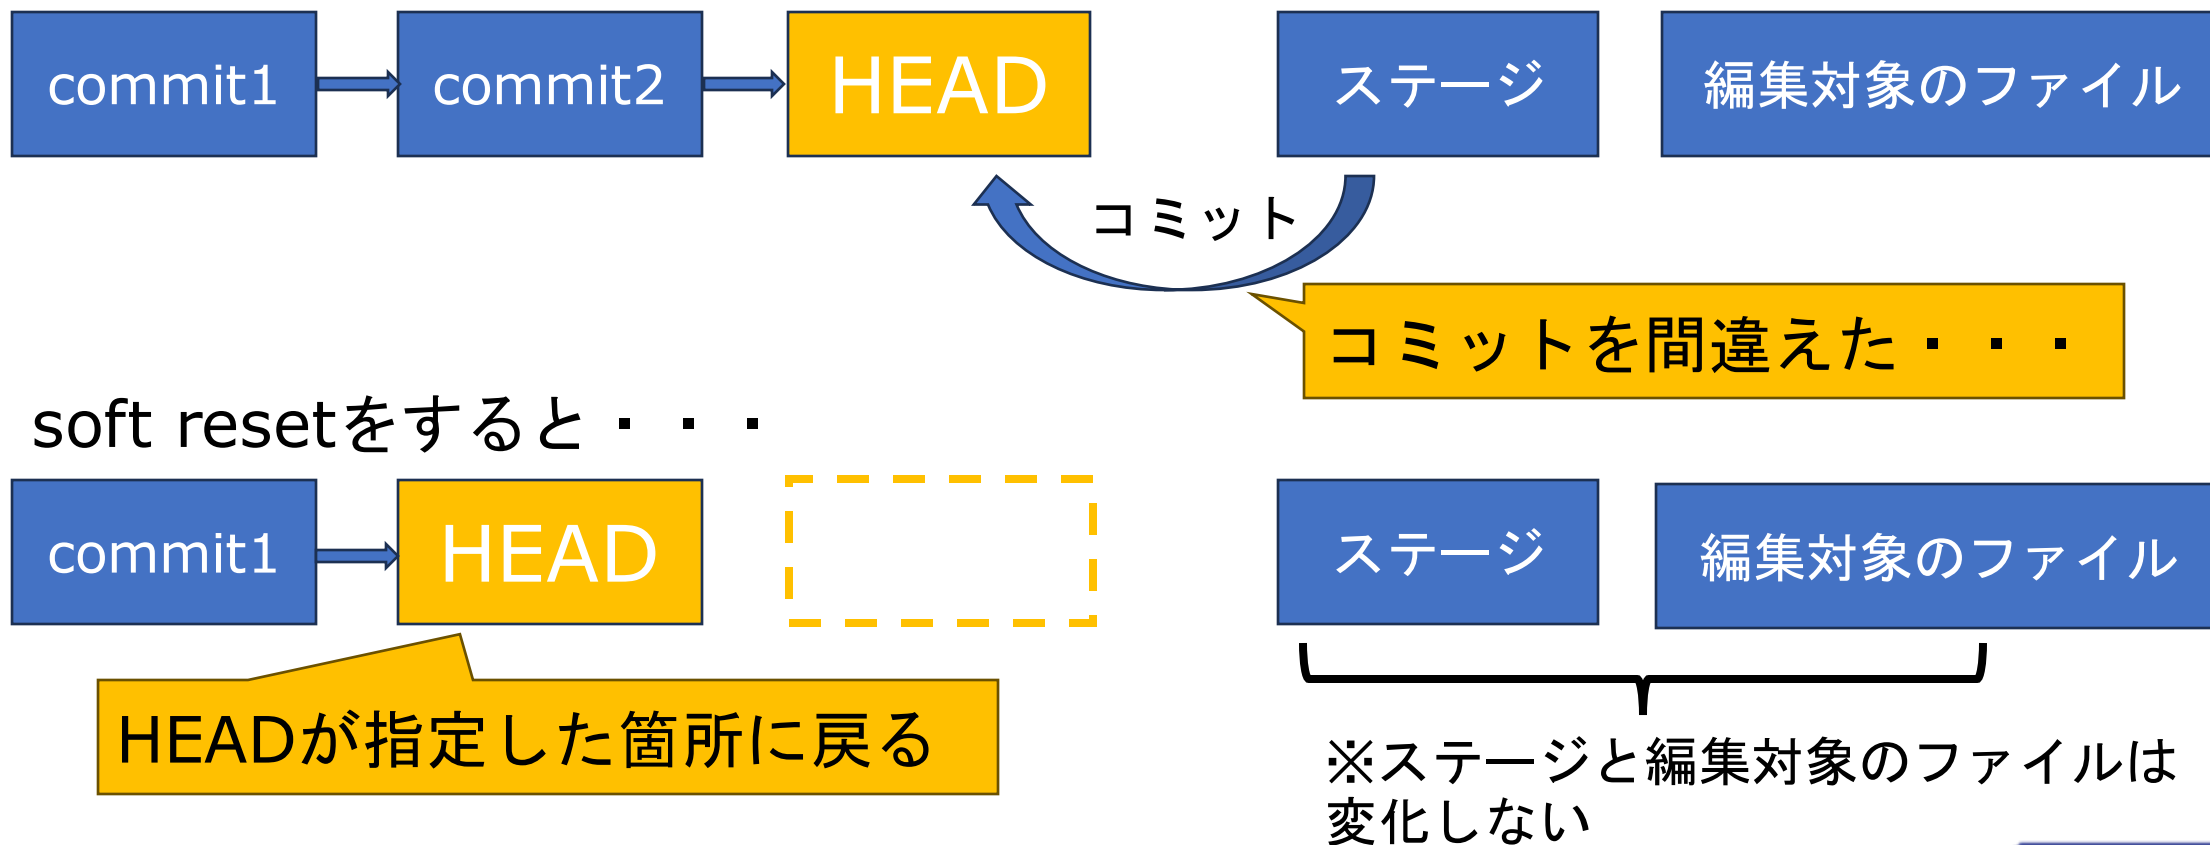 commit1
commit2
HEAD
ステージ
編集対象のファイル
コミット
コミットを間違えた・・・
soft resetをすると・・・
commit1
HEAD
ステージ
編集対象のファイル
HEADが指定した箇所に戻る
※ステージと編集対象のファイルは
変化しない